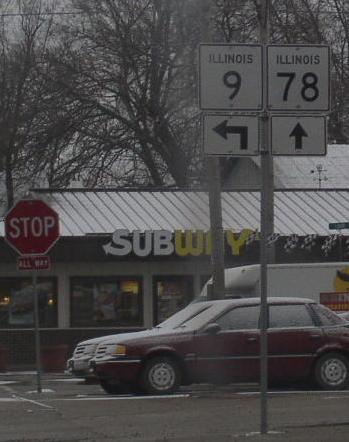 ILLINOIS
9
ILLINOIS
78
STOP
ALL WAY
SUBWAY